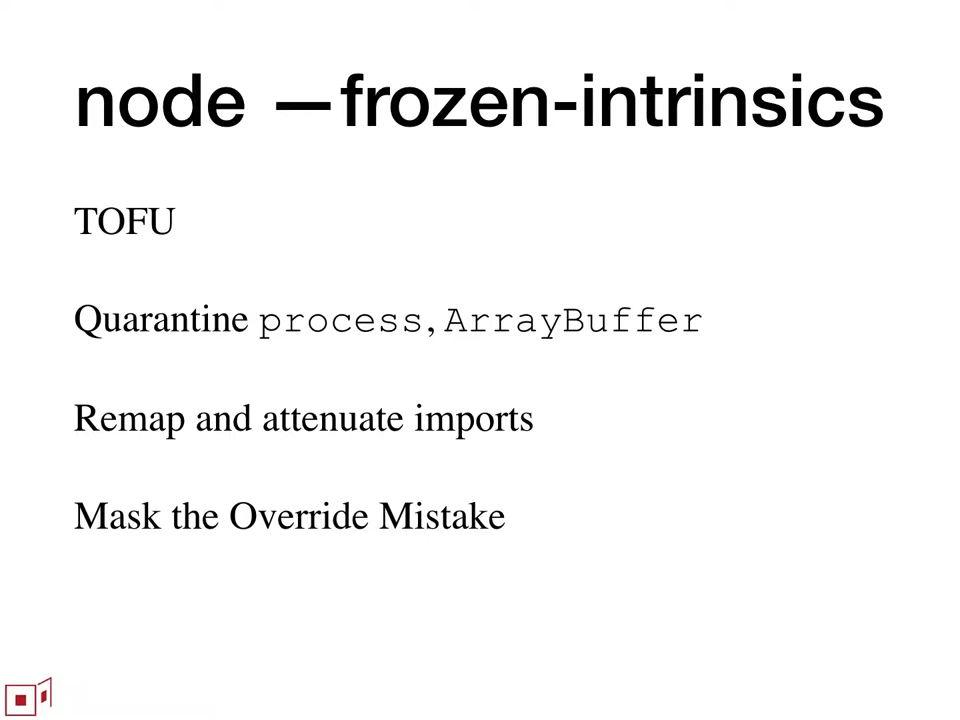 node —frozen-intrinsics
TOFU
Quarantine process, ArrayBuffer
Remap and attenuate imports
Mask the Override Mistake